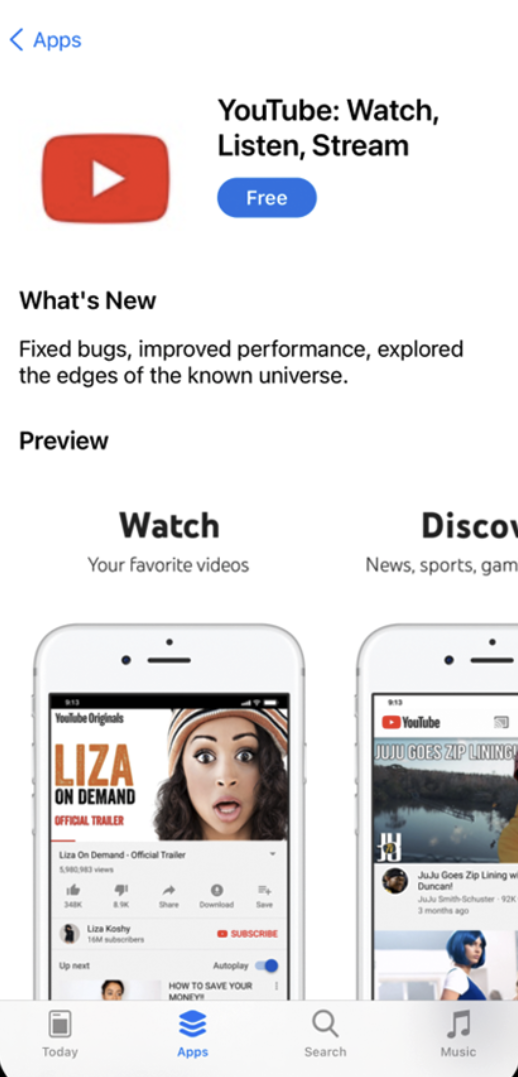 Apps
YouTube: Watch,
Listen, Stream
Free
What's New
Fixed bugs, improved performance, explored
the edges of the known universe.
Preview
Watch
Your favorite videos
Discov
News, sports, gam
9:13
YouTube Originals
LIZA
ON DEMAND
OFFICIAL TRAILER
Liza On Demand - Official Trailer
5,980,983 views
348K
8.9K
Share
Download
Save
Liza Koshy
16M subscribers
SUBSCRIBE
Up next
Autoplay
HOW TO SAVE YOUR
MONEY!!
9:13
YouTube
JUJU GOES ZIP LINING!
JJ
JuJu Goes Zip Lining wi
Duncan!
JuJu Smith-Schuster · 92K
3 months ago
Today
Apps
Search
Music